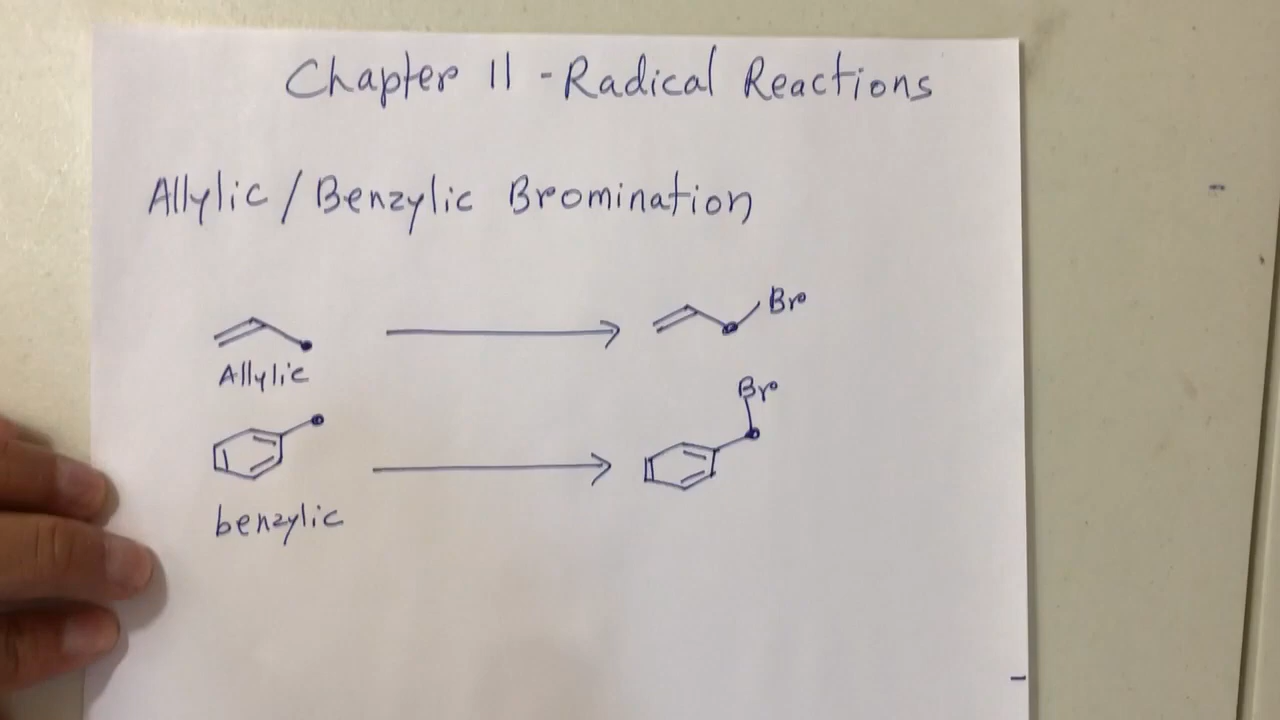 Chapter 11 - Radical Reactions
Allylic / Benzylic Bromination
Br
Allylic
Br
benzylic